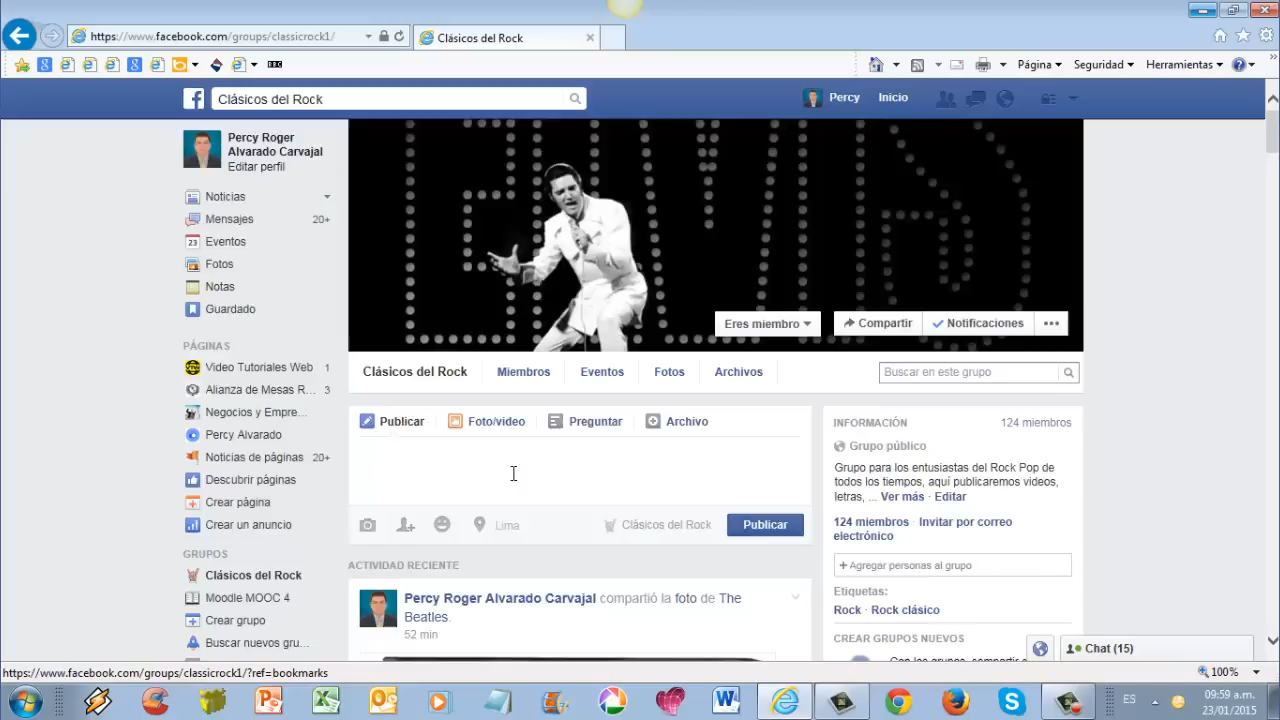 https://www.facebook.com/groups/classicrock1/
Clásicos del Rock
Página
Seguridad
Herramientas
Clásicos del Rock
Percy
Inicio
Percy Roger
Alvarado Carvajal
Editar perfil
Noticias
Mensajes 20+
23 Eventos
Fotos
Notas
Guardado
PÁGINAS
Video Tutoriales Web 1
Alianza de Mesas R... 3
Negocios y Empre...
Percy Alvarado
Noticias de páginas 20+
Descubrir páginas
Crear página
Crear un anuncio
GRUPOS
Clásicos del Rock
Moodle MOOC 4
Crear grupo
Buscar nuevos gru...
ELVIS
Eres miembro
Compartir
Notificaciones
Clásicos del Rock
Miembros
Eventos
Fotos
Archivos
Buscar en este grupo
Publicar
Foto/video
Preguntar
Archivo
Lima
Clásicos del Rock
Publicar
ACTIVIDAD RECIENTE
Percy Roger Alvarado Carvajal compartió la foto de The
Beatles.
52 min
INFORMACIÓN 124 miembros
Grupo público
Grupo para los entusiastas del Rock Pop de
todos los tiempos, aquí publicaremos videos,
letras, ... Ver más · Editar
124 miembros · Invitar por correo
electrónico
+ Agregar personas al grupo
Etiquetas:
Rock · Rock clásico
CREAR GRUPOS NUEVOS
Con los grupos, compartir
Chat (15)
https://www.facebook.com/groups/classicrock1/?ref=bookmarks
100%
ES
09:59 a.m.
23/01/2015